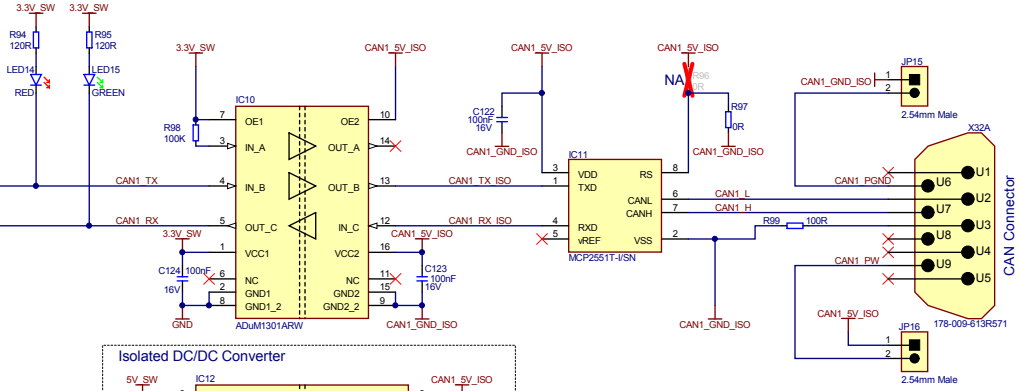 3.3V_SW 3.3V_SW
R94
120R
R95
120R
LED14
RED
LED15
GREEN
3.3V_SW
R98
100K
IC10
7 OE1 OE2 10
3 IN_A OUT_A 14
4 IN_B OUT_B 13
5 OUT_C IN_C 12
1 VCC1 VCC2 16
6 NC NC 11
2 GND1 GND2 15
8 GND1_2 GND2_2 9
ADuM1301ARW
CAN1_TX
CAN1_RX
3.3V_SW
C124 100nF
16V
GND
CAN1_5V_ISO
CAN1_TX_ISO
CAN1_RX_ISO
CAN1_5V_ISO
C123
100nF
16V
CAN1_GND_ISO
CAN1_5V_ISO
C122
100nF
16V
CAN1_GND_ISO
IC11
3 VDD RS 8
1 TXD
CANL 6
CANH 7
4 RXD
5 vREF VSS 2
MCP2551T-I/SN
CAN1_5V_ISO
NA R96
0R
R97
0R
CAN1_GND_ISO
CAN1_L
CAN1_H
R99 100R
CAN1_GND_ISO
JP15
CAN1_GND_ISO 1
2
2.54mm Male
X32A
CAN1_PGND
CAN1_PW
U1
U6
U2
U7
U3
U8
U4
U9
U5
178-009-613R571
CAN Connector
CAN1_5V_ISO
JP16
1
2
2.54mm Male
Isolated DC/DC Converter
5V_SW
IC12
CAN1_5V_ISO